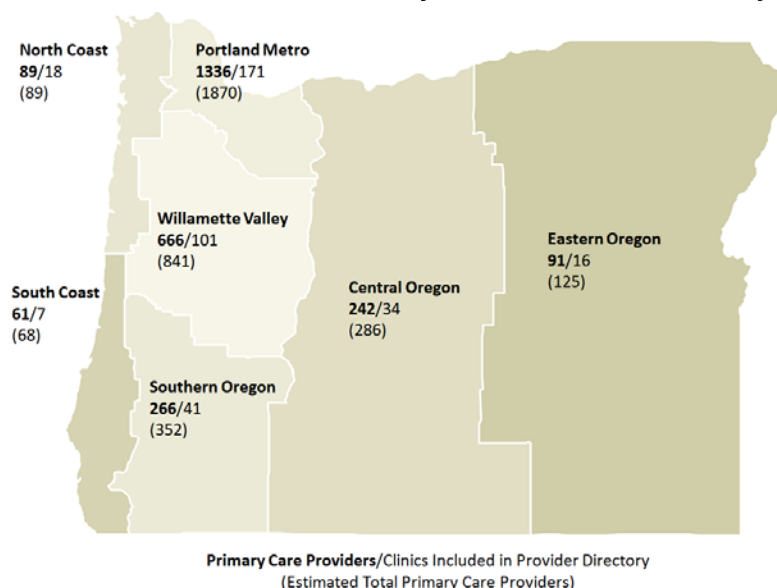 North Coast
89/18
(89)
Portland Metro
1336/171
(1870)
Willamette Valley
666/101
(841)
Eastern Oregon
91/16
(125)
South Coast
61/7
(68)
Central Oregon
242/34
(286)
Southern Oregon
266/41
(352)
Primary Care Providers/Clinics Included in Provider Directory
(Estimated Total Primary Care Providers)